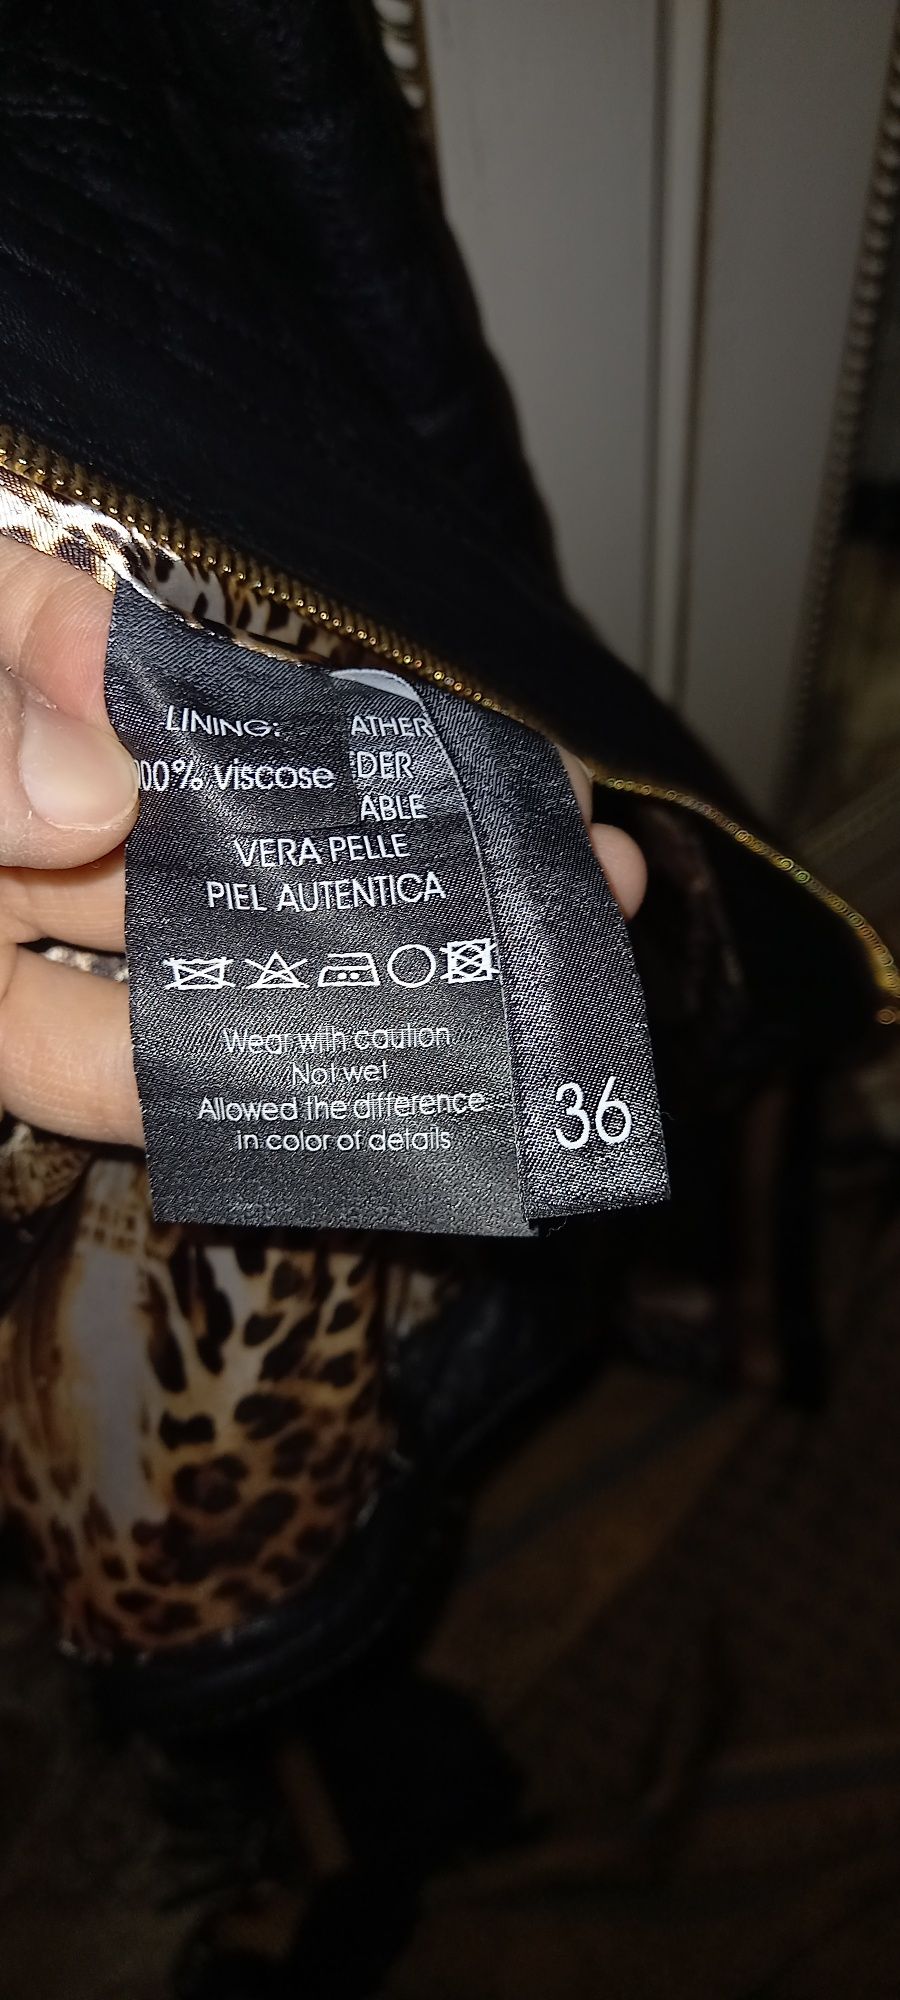 LINING:
00% viscose
ATHER
DER
ABLE
VERA PELLE
PIEL AUTENTICA
Wear with caution
Not wet
Allowed the difference
in color of details
36